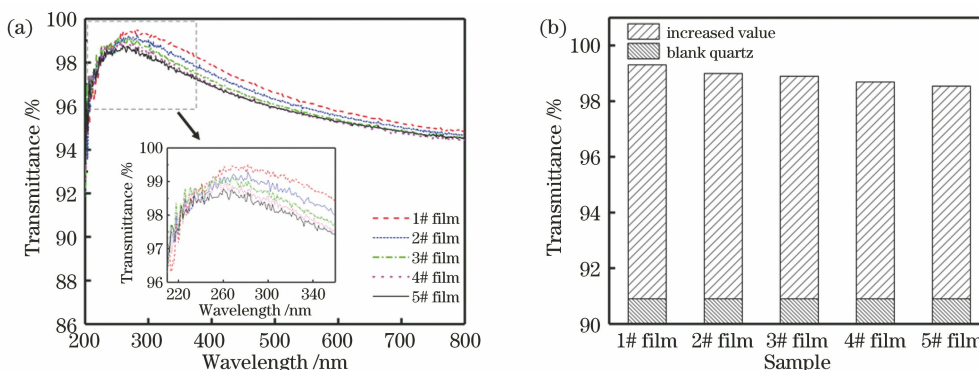 (a)
100
98
96
94
92
90
88
86
Transmittance /%
200 300 400 500 600 700 800
Wavelength /nm
100
99
98
97
96
Transmittance /%
220 260 300 340
Wavelength /nm
1# film
2# film
3# film
4# film
5# film
(b)
increased value
blank quartz
100
98
96
94
92
90
Transmittance /%
1# film 2# film 3# film 4# film 5# film
Sample